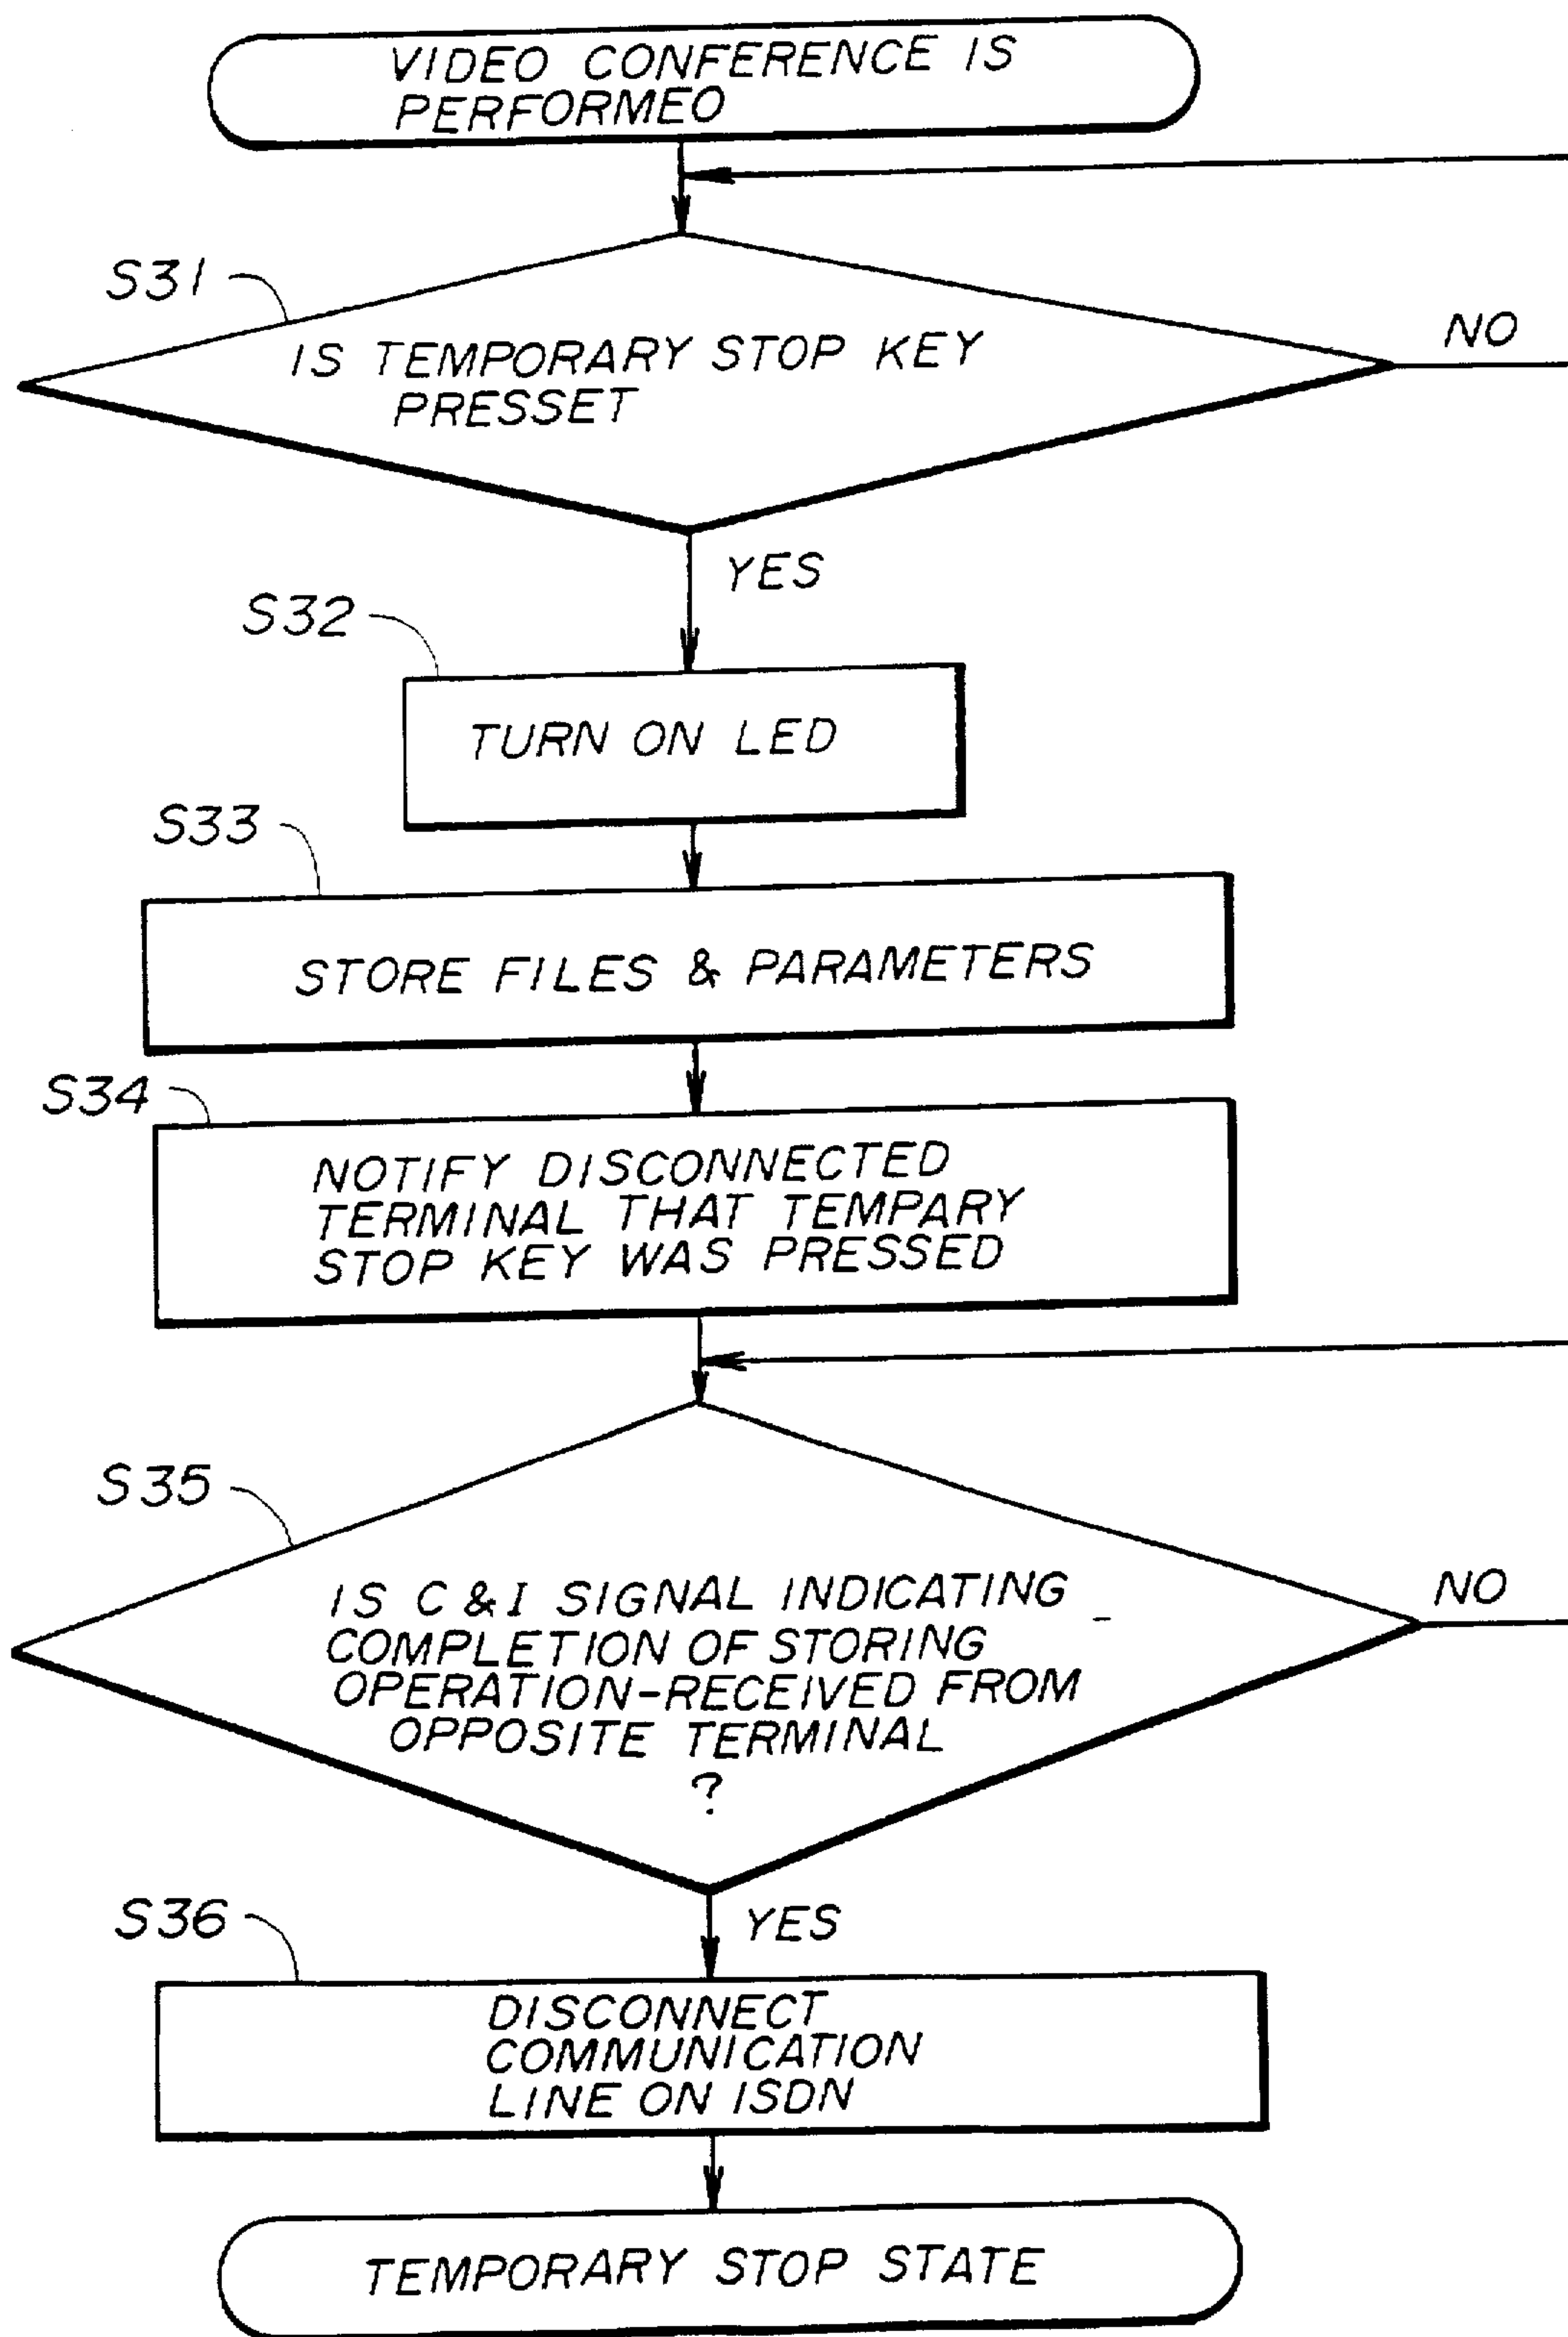 VIDEO CONFERENCE IS
PERFORMEO
S31
IS TEMPORARY STOP KEY
PRESSET
NO
YES
S32
TURN ON LED
S33
STORE FILES & PARAMETERS
S34
NOTIFY DISCONNECTED
TERMINAL THAT TEMPARY
STOP KEY WAS PRESSED
S35
IS C & I SIGNAL INDICATING
COMPLETION OF STORING
OPERATION-RECEIVED FROM
OPPOSITE TERMINAL
?
NO
YES
S36
DISCONNECT
COMMUNICATION
LINE ON ISDN
TEMPORARY STOP STATE